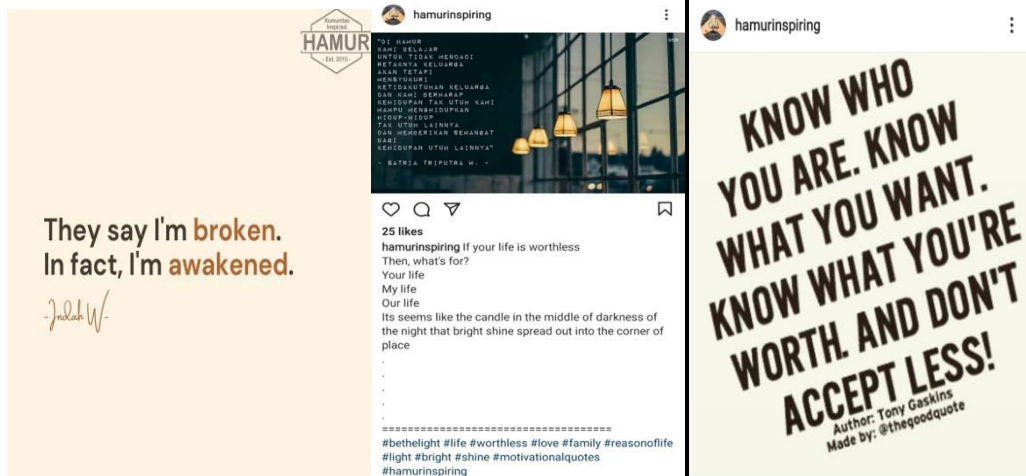 Komunitas
Inspirasi
HAMUR
- Est. 2015 -
They say I'm broken.
In fact, I'm awakened.
-Indah W-
hamurinspiring
"DI HAMUR
KAMI BELAJAR
UNTUK TIDAK MENCACI
RETAKNYA KELUARGA
AKAN TETAPI
MENSYUKURI
KETIDAKUTUHAN KELUARGA
DAN KAMI BERHARAP
KEHIDUPAN TAK UTUH KAMI
MAMPU MENGHIDUPKAN
HIDUP-HIDUP
TAK UTUH LAINNYA
DAN MEMBERIKAN SEMANGAT
BAGI
KEHIDUPAN UTUH LAINNYA"
- SATRIA TRIPUTRA W. -
25 likes
hamurinspiring If your life is worthless
Then, what's for?
Your life
My life
Our life
Its seems like the candle in the middle of darkness of
the night that bright shine spread out into the corner of
place
.
.
.
.
.
===================================
#bethelight #life #worthless #love #family #reasonoflife
#light #bright #shine #motivationalquotes
#hamurinspiring
hamurinspiring
KNOW WHO
YOU ARE. KNOW
WHAT YOU WANT.
KNOW WHAT YOU'RE
WORTH. AND DON'T
ACCEPT LESS!
Author: Tony Gaskins
Made by: @thegoodquote